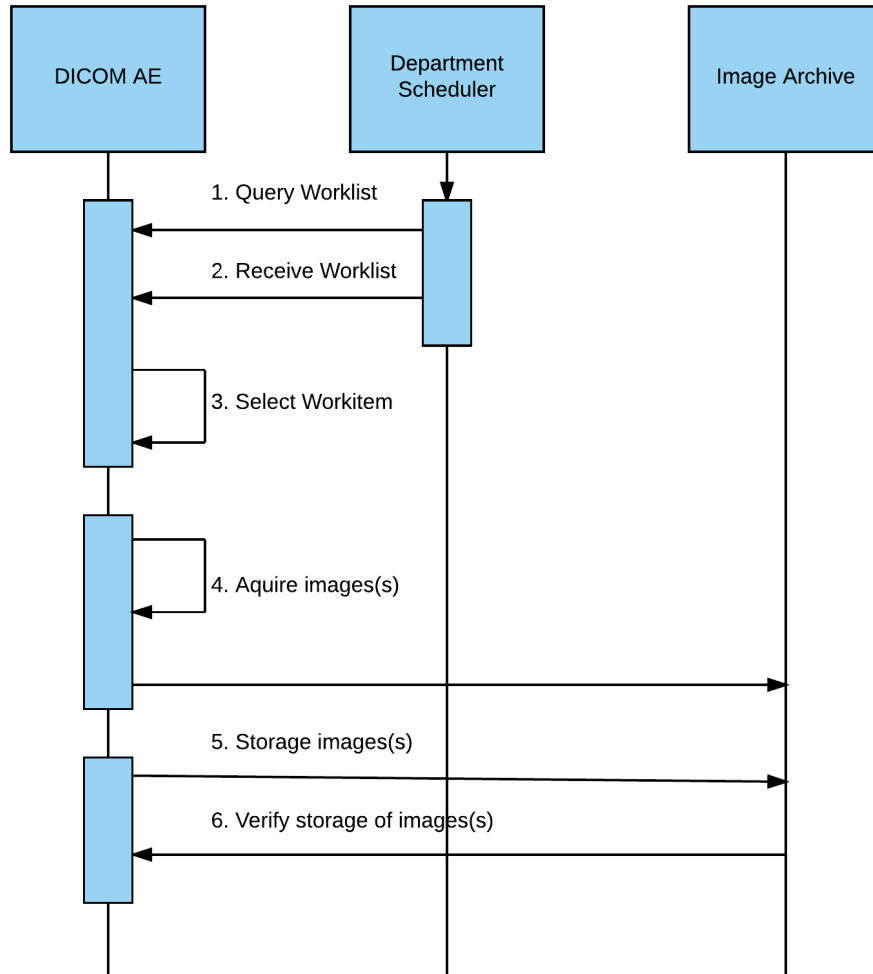 DICOM AE
Department
Scheduler
Image Archive
1. Query Worklist
2. Receive Worklist
3. Select Workitem
4. Aquire images(s)
5. Storage images(s)
6. Verify storage of images(s)